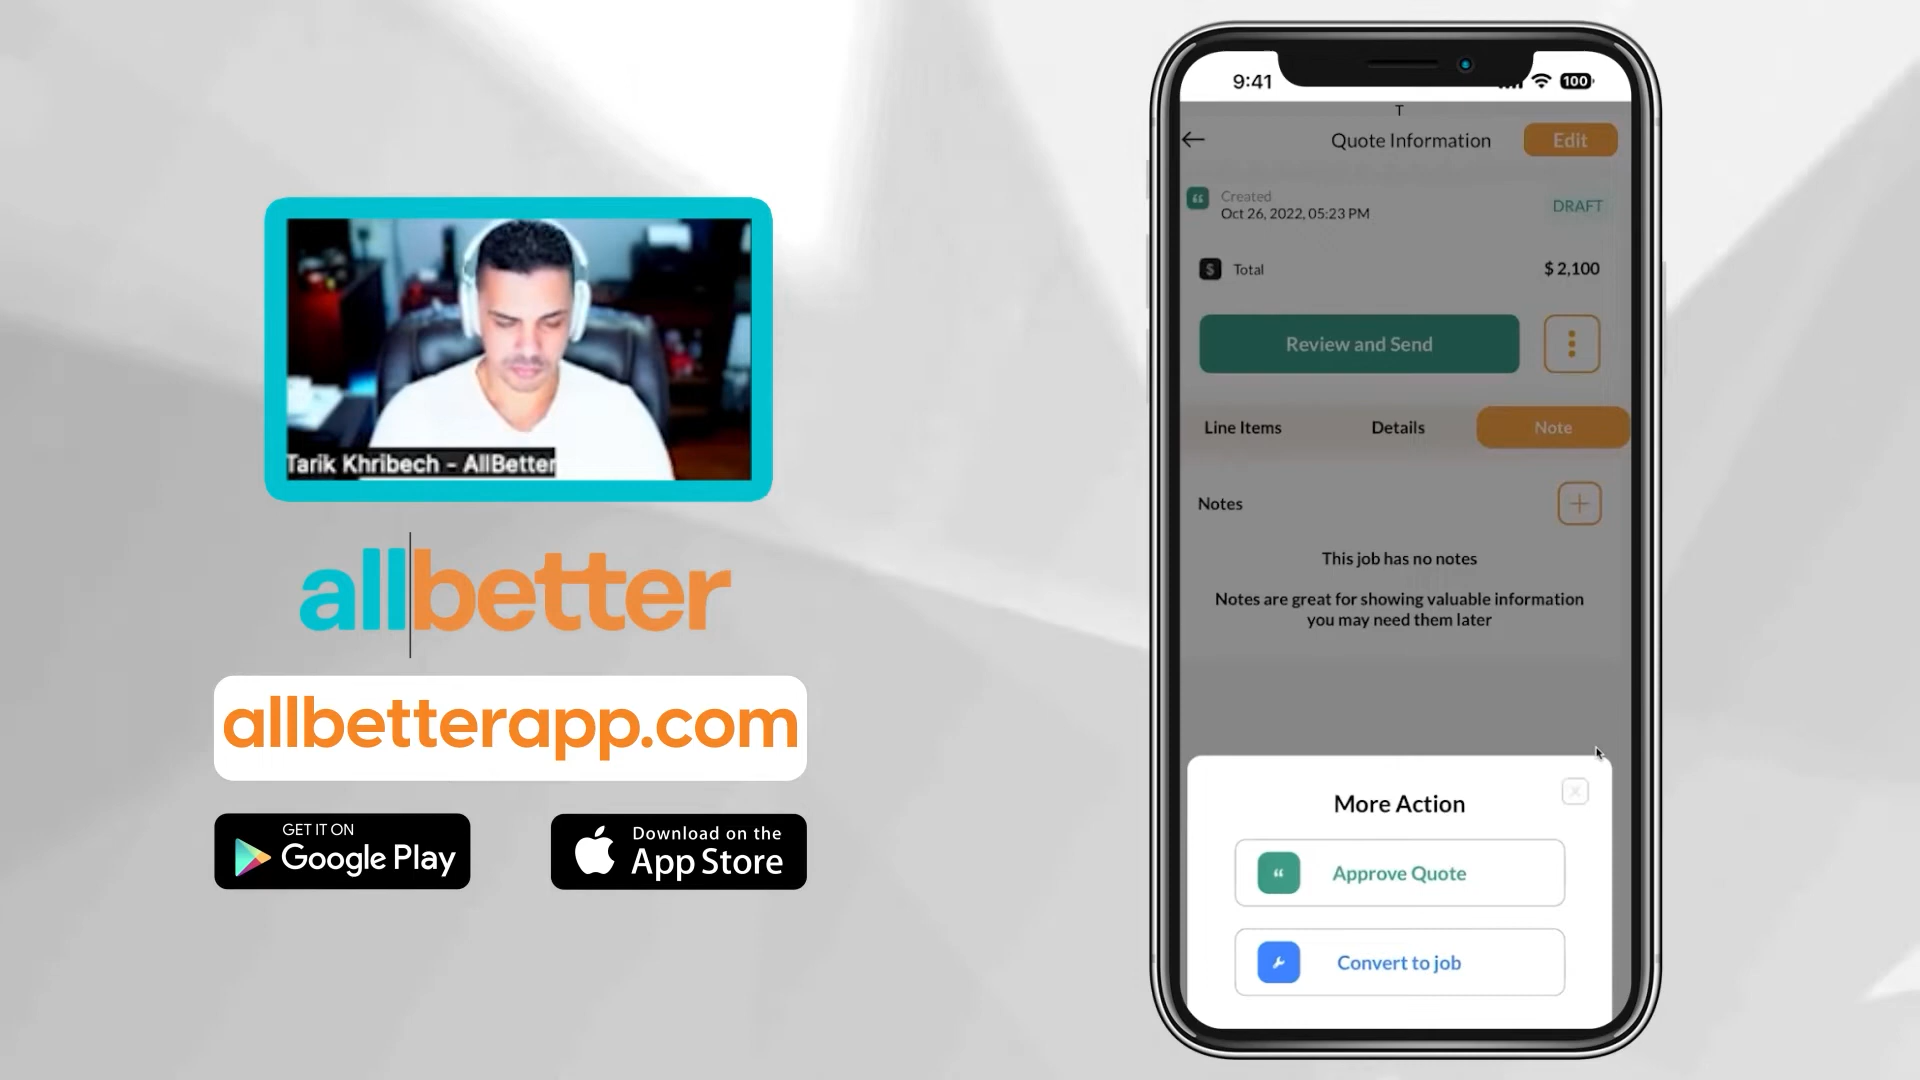 Tarik Khribech - AllBetter
allbetter
allbetterapp.com
GET IT ON
Google Play
Download on the
App Store
9:41
100
T
Quote Information
Edit
Created
Oct 26, 2022, 05:23 PM
DRAFT
$
Total
$ 2,100
Review and Send
Line Items
Details
Note
Notes
This job has no notes
Notes are great for showing valuable information
you may need them later
More Action
Approve Quote
Convert to job